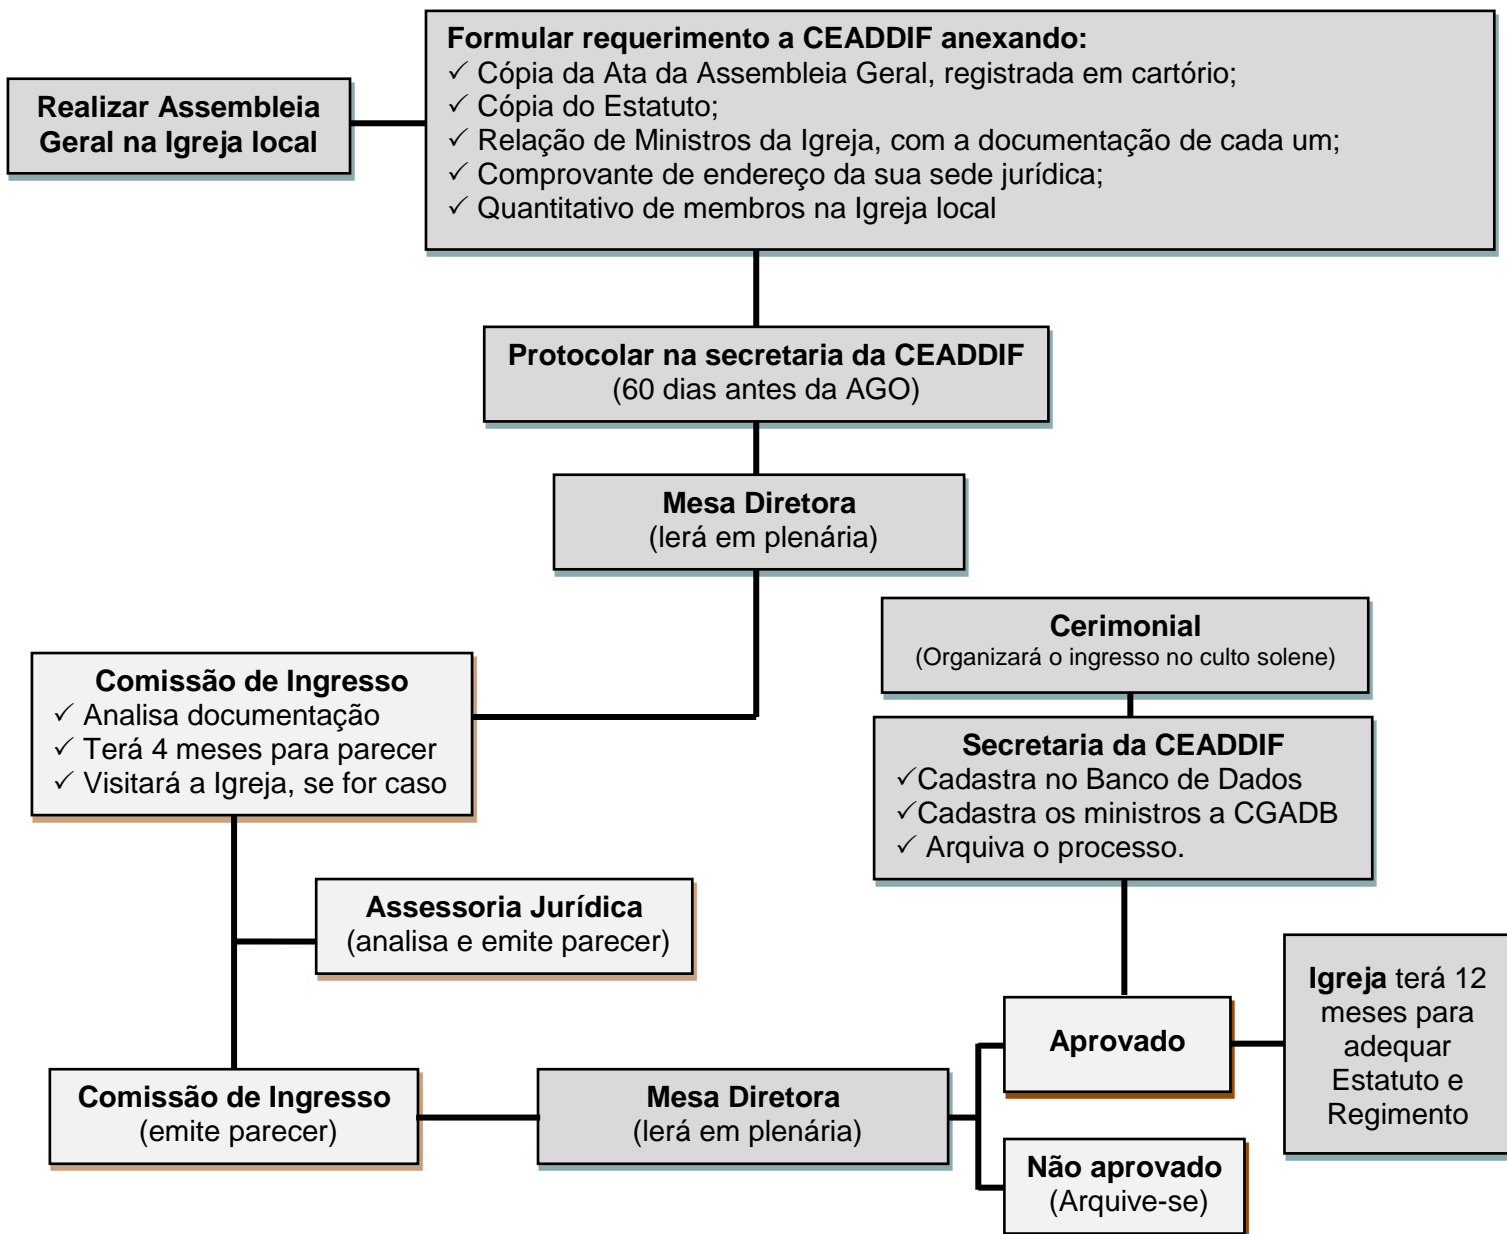 Formular requerimento a CEADDIF anexando:
✓ Cópia da Ata da Assembleia Geral, registrada em cartório;
✓ Cópia do Estatuto;
✓ Relação de Ministros da Igreja, com a documentação de cada um;
✓ Comprovante de endereço da sua sede jurídica;
✓ Quantitativo de membros na Igreja local
Realizar Assembleia
Geral na Igreja local
Protocolar na secretaria da CEADDIF
(60 dias antes da AGO)
Mesa Diretora
(lerá em plenária)
Cerimonial
(Organizará o ingresso no culto solene)
Comissão de Ingresso
✓ Analisa documentação
✓ Terá 4 meses para parecer
✓ Visitará a Igreja, se for caso
Secretaria da CEADDIF
✓Cadastra no Banco de Dados
✓Cadastra os ministros a CGADB
✓ Arquiva o processo.
Assessoria Jurídica
(analisa e emite parecer)
Igreja terá 12
meses para
adequar
Estatuto e
Regimento
Aprovado
Comissão de Ingresso
(emite parecer)
Mesa Diretora
(lerá em plenária)
Não aprovado
(Arquive-se)